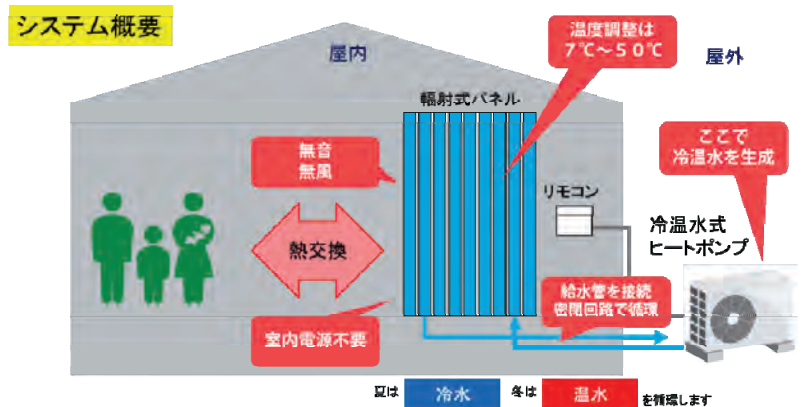 システム概要
屋内
温度調整は
7℃～50℃
屋外
輻射式パネル
無音
無風
ここで
冷温水を生成
リモコン
冷温水式
ヒートポンプ
熱交換
給水管を接続
密閉回路で循環
室内電源不要
夏は 冷水 冬は 温水 を循環します